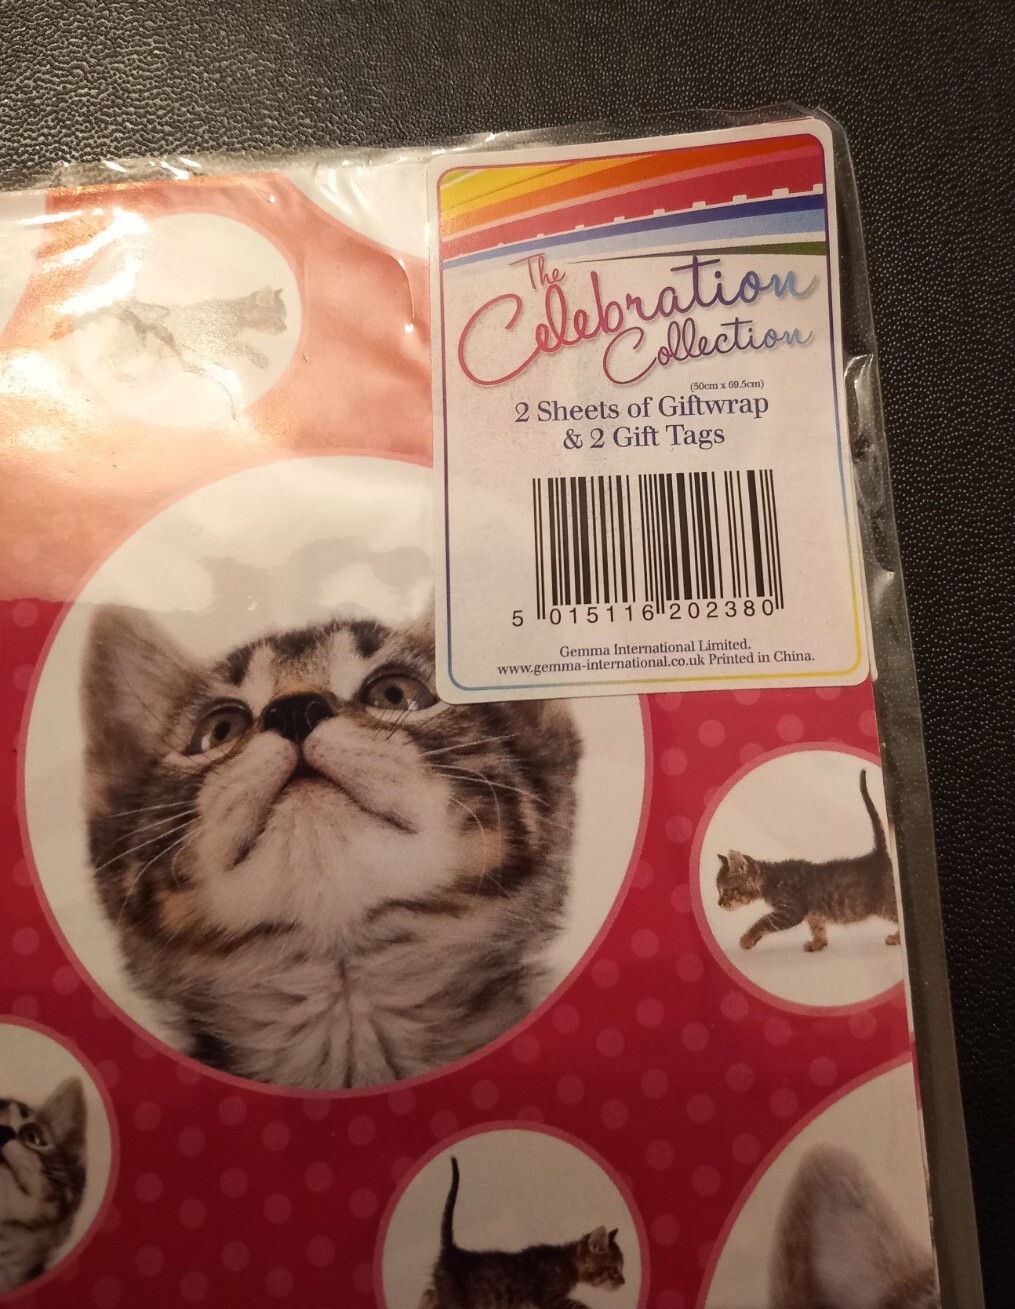 The
Celebration
Collection
(50cm x 69.5cm)
2 Sheets of Giftwrap
& 2 Gift Tags
5 015116 202380
Gemma International Limited.
www.gemma-international.co.uk Printed in China.